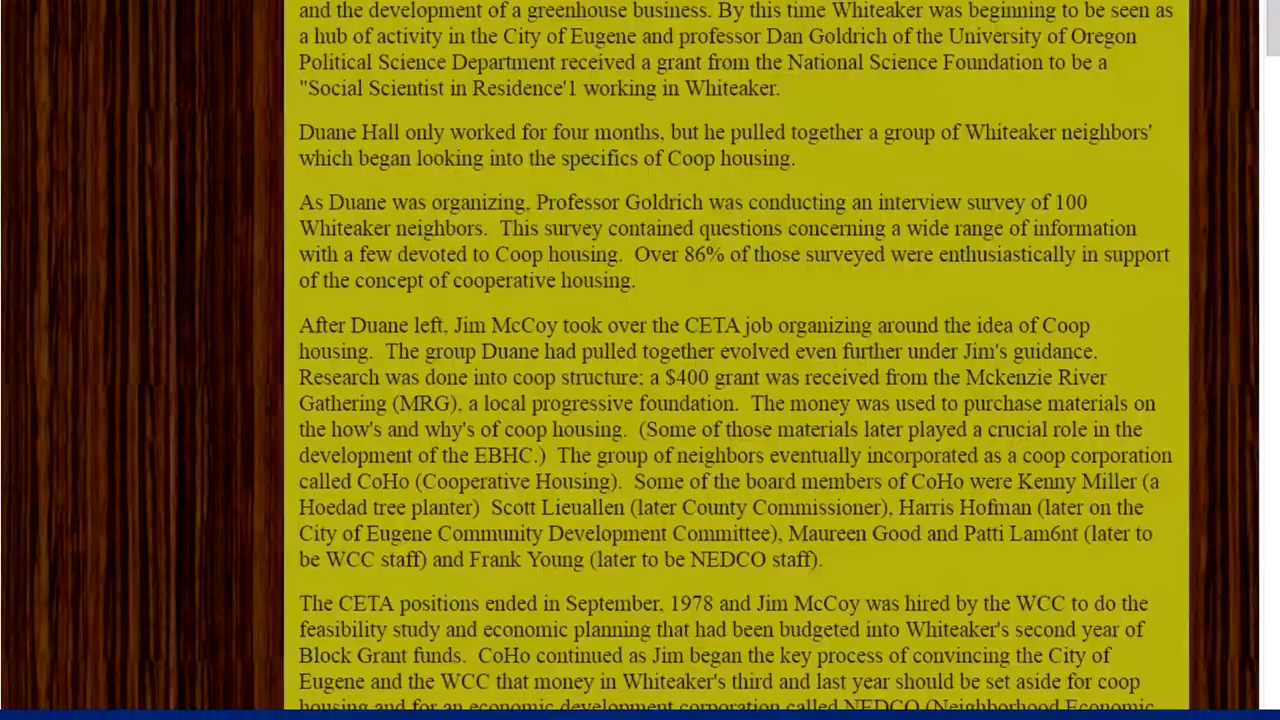 and the development of a greenhouse business. By this time Whiteaker was beginning to be seen as
a hub of activity in the City of Eugene and professor Dan Goldrich of the University of Oregon
Political Science Department received a grant from the National Science Foundation to be a
"Social Scientist in Residence'1 working in Whiteaker.
Duane Hall only worked for four months, but he pulled together a group of Whiteaker neighbors'
which began looking into the specifics of Coop housing.
As Duane was organizing, Professor Goldrich was conducting an interview survey of 100
Whiteaker neighbors.  This survey contained questions concerning a wide range of information
with a few devoted to Coop housing.  Over 86% of those surveyed were enthusiastically in support
of the concept of cooperative housing.
After Duane left, Jim McCoy took over the CETA job organizing around the idea of Coop
housing.  The group Duane had pulled together evolved even further under Jim's guidance.
Research was done into coop structure; a $400 grant was received from the Mckenzie River
Gathering (MRG), a local progressive foundation.  The money was used to purchase materials on
the how's and why's of coop housing.  (Some of those materials later played a crucial role in the
development of the EBHC.)  The group of neighbors eventually incorporated as a coop corporation
called CoHo (Cooperative Housing).  Some of the board members of CoHo were Kenny Miller (a
Hoedad tree planter)  Scott Lieuallen (later County Commissioner), Harris Hofman (later on the
City of Eugene Community Development Committee), Maureen Good and Patti Lam6nt (later to
be WCC staff) and Frank Young (later to be NEDCO staff).
The CETA positions ended in September, 1978 and Jim McCoy was hired by the WCC to do the
feasibility study and economic planning that had been budgeted into Whiteaker's second year of
Block Grant funds.  CoHo continued as Jim began the key process of convincing the City of
Eugene and the WCC that money in Whiteaker's third and last year should be set aside for coop
housing and for an economic development corporation called NEDCO (Neighborhood Economic